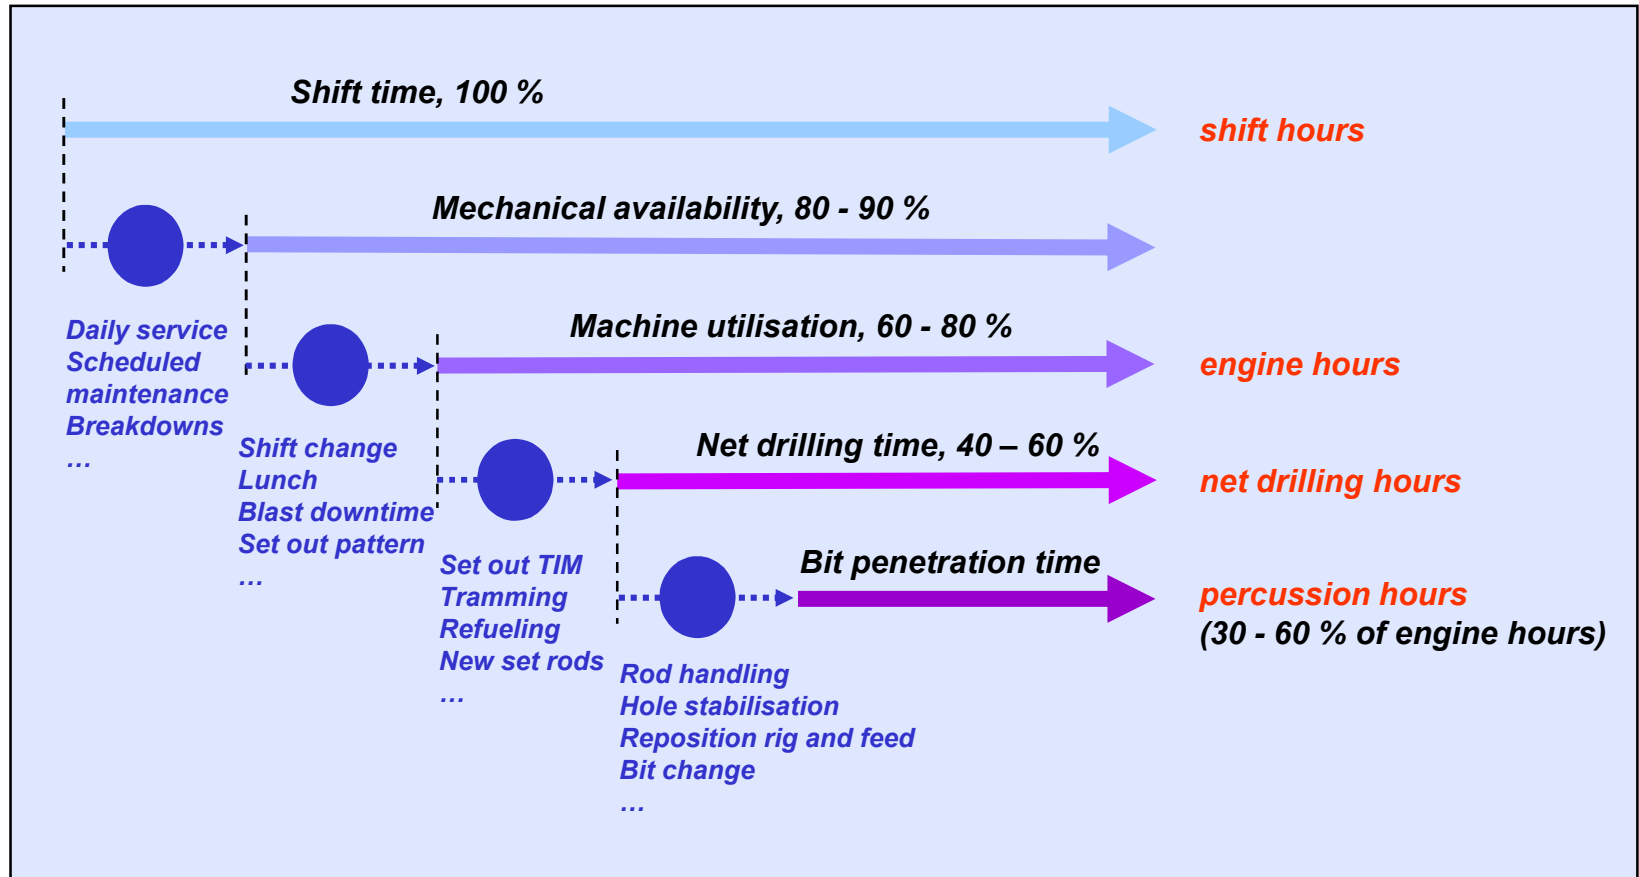 Shift time, 100 %
shift hours
Mechanical availability, 80 - 90 %
Daily service
Scheduled
maintenance
Breakdowns
…
Machine utilisation, 60 - 80 %
engine hours
Shift change
Lunch
Blast downtime
Set out pattern
…
Net drilling time, 40 – 60 %
net drilling hours
Set out TIM
Tramming
Refueling
New set rods
…
Bit penetration time
percussion hours
(30 - 60 % of engine hours)
Rod handling
Hole stabilisation
Reposition rig and feed
Bit change
…